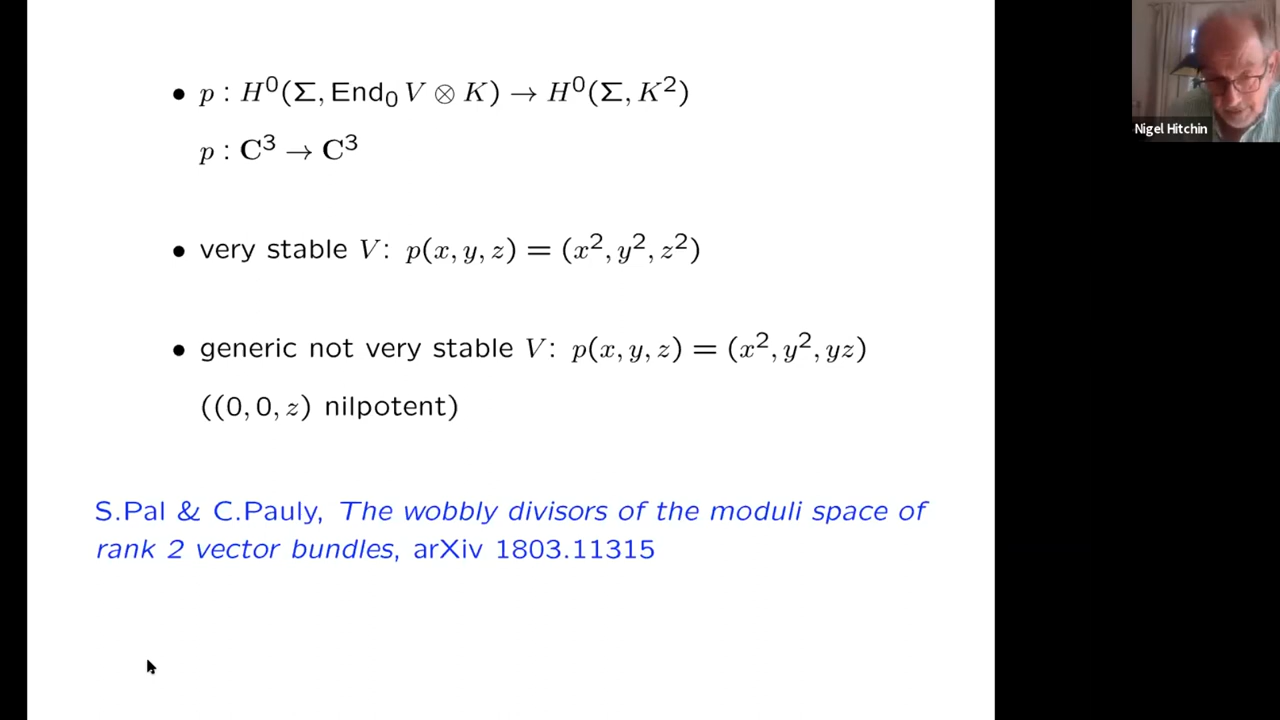 • p : H⁰(Σ, End₀ V ⊗ K) → H⁰(Σ, K²)
p : C³ → C³
• very stable V: p(x, y, z) = (x², y², z²)
• generic not very stable V: p(x, y, z) = (x², y², yz)
((0, 0, z) nilpotent)
S.Pal & C.Pauly, The wobbly divisors of the moduli space of
rank 2 vector bundles, arXiv 1803.11315
Nigel Hitchin